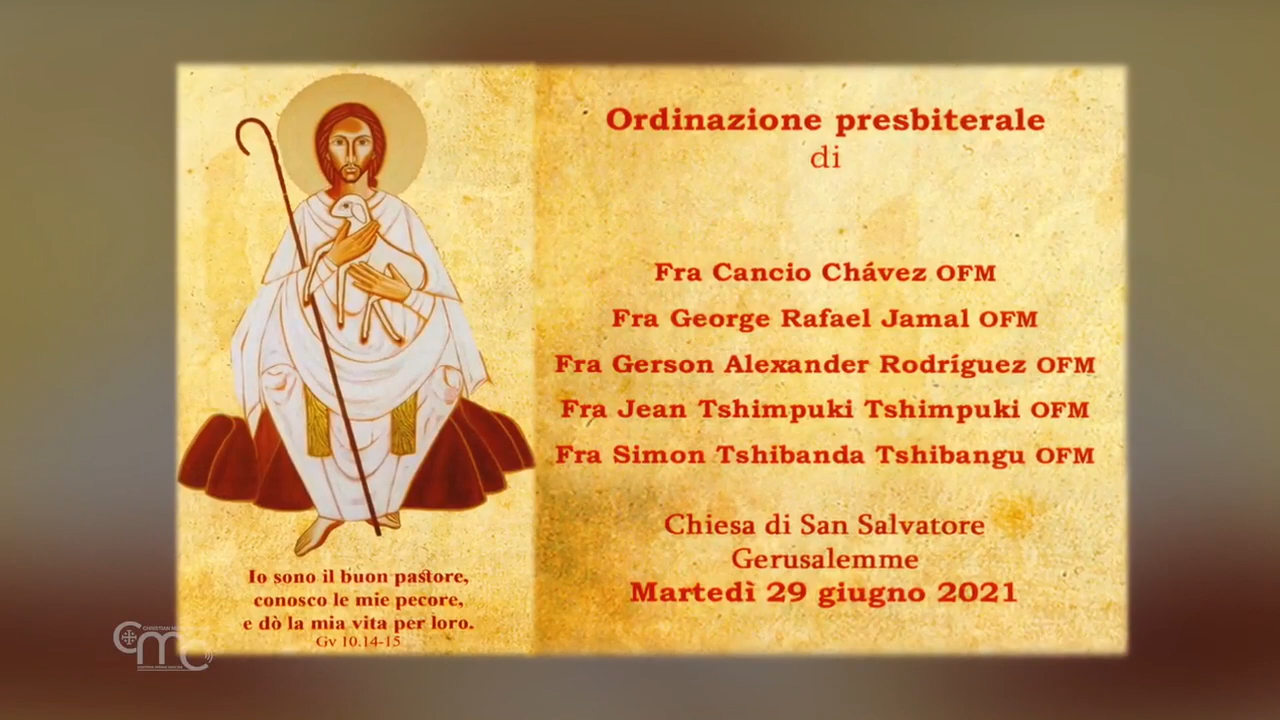 Ordinazione presbiterale
di
Fra Cancio Chávez OFM
Fra George Rafael Jamal OFM
Fra Gerson Alexander Rodríguez OFM
Fra Jean Tshimpuki Tshimpuki OFM
Fra Simon Tshibanda Tshibangu OFM
Chiesa di San Salvatore
Gerusalemme
Martedì 29 giugno 2021
Io sono il buon pastore,
conosco le mie pecore,
e dò la mia vita per loro.
Gv 10.14-15
CHRISTIAN
CMC